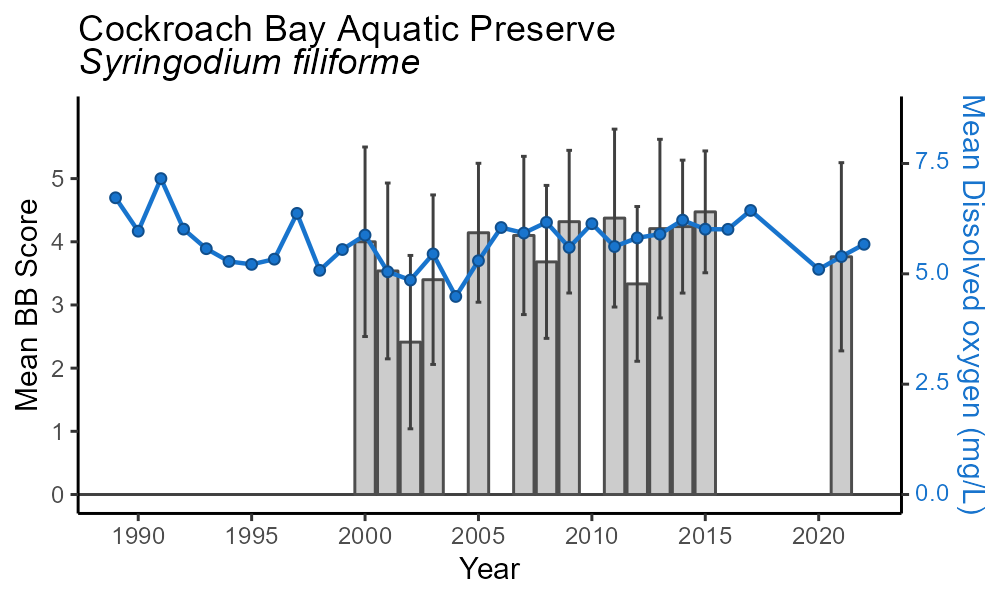 Cockroach Bay Aquatic Preserve
Syringodium filiforme
Mean BB Score
5
4
3
2
1
0
7.5
5.0
2.5
0.0
Mean Dissolved oxygen (mg/L)
1990 1995 2000 2005 2010 2015 2020
Year